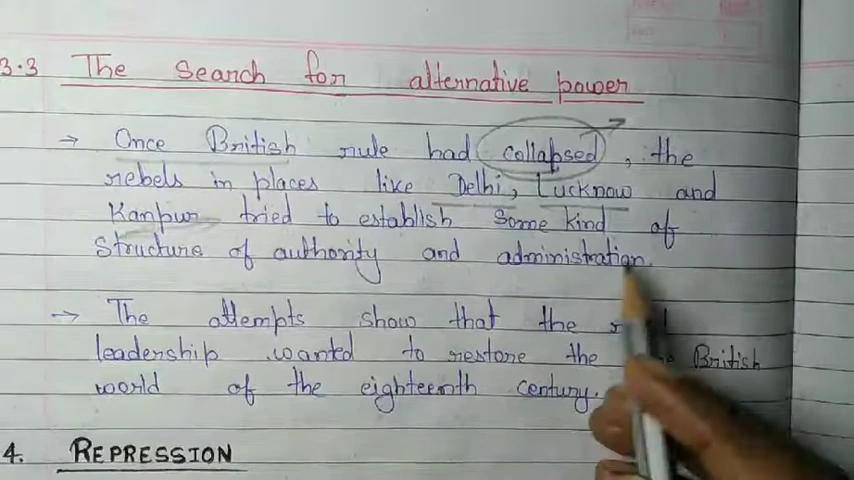 3.3 The search for alternative power
→ Once British rule had collapsed, the
rebels in places like Delhi, Lucknow and
Kanpur tried to establish some kind of
structure of authority and administration.
→ The attempts show that the
leadership wanted to restore the British
world of the eighteenth century.
4. REPRESSION